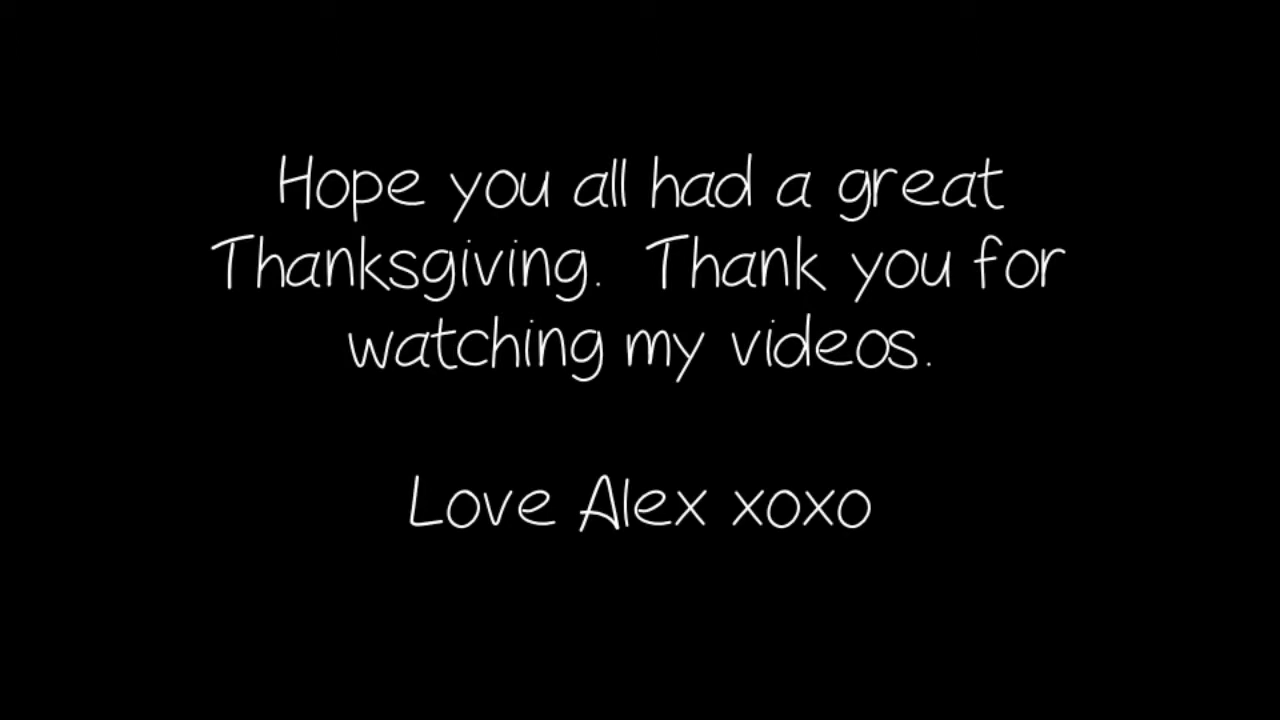 Hope you all had a great
Thanksgiving.  Thank you for
watching my videos.
Love Alex xoxo